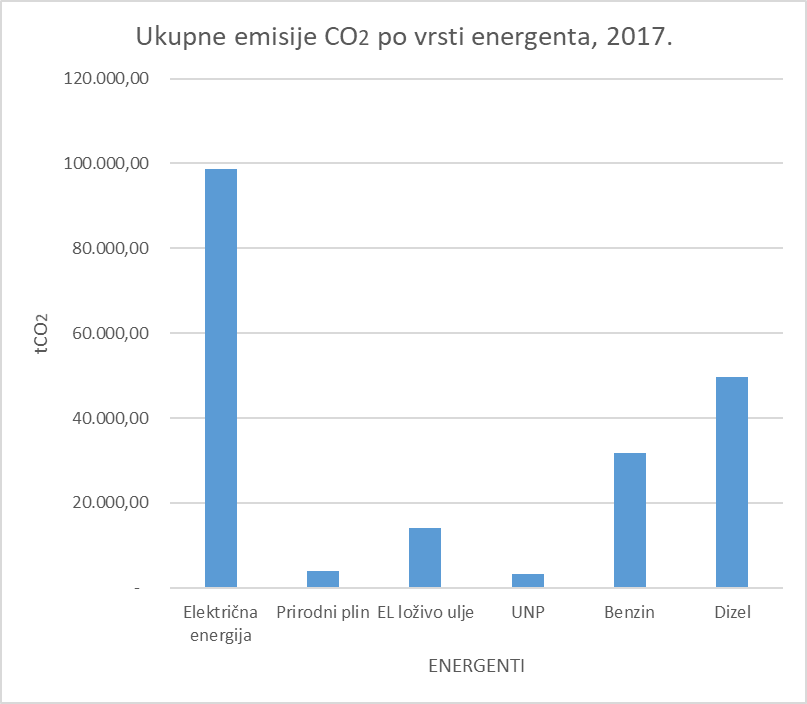 Ukupne emisije CO2 po vrsti energenta, 2017.
120.000,00
100.000,00
80.000,00
60.000,00
40.000,00
20.000,00
-
tCO2
Električna
energija
Prirodni plin
EL loživo ulje
UNP
Benzin
Dizel
ENERGENTI